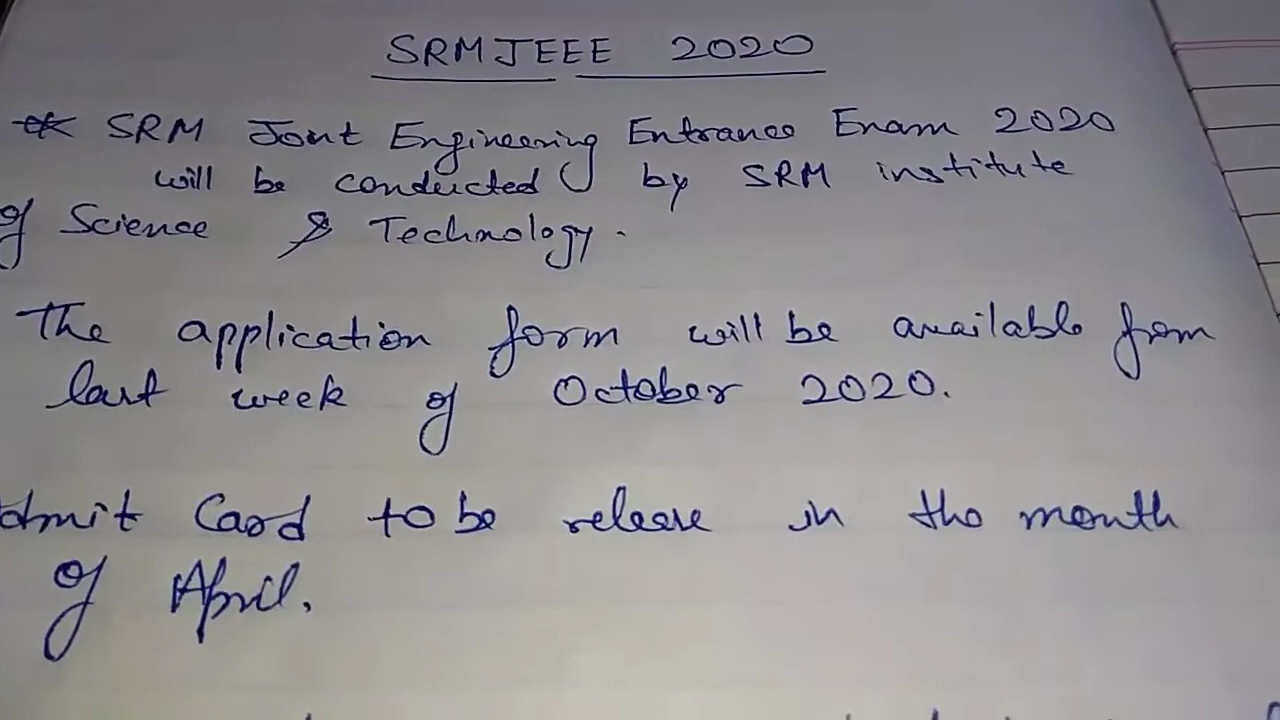 SRMJEEE 2020
* SRM Joint Engineering Entrance Exam 2020
will be conducted by SRM institute
of Science & Technology.
The application form will be available from
last week of October 2020.
dmit Card to be release in the month
of April.